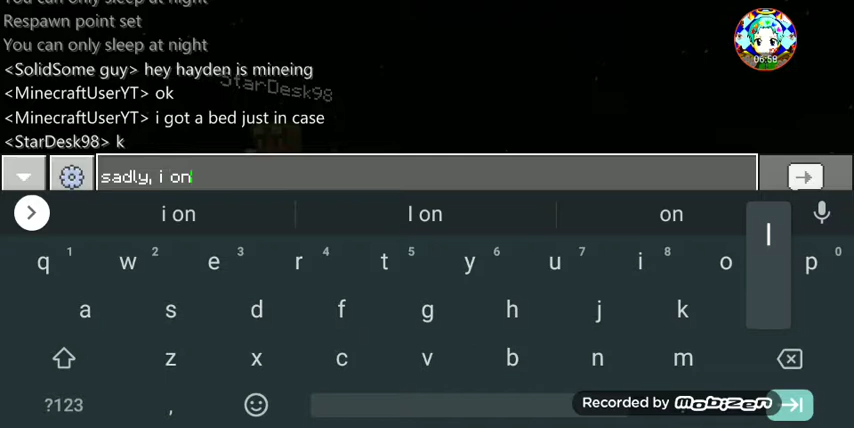 You can only sleep at night
Respawn point set
You can only sleep at night
<SolidSome guy> hey hayden is mineing
<MinecraftUserYT> ok
StarDesk98
<MinecraftUserYT> i got a bed just in case
<StarDesk98> k
06:58
sadly, i on
i on I on on
l
q 1 w 2 e 3 r 4 t 5 y 6 u 7 i 8 o p 0
a s d f g h j k
z x c v b n m
?123 ,
Recorded by mobizen